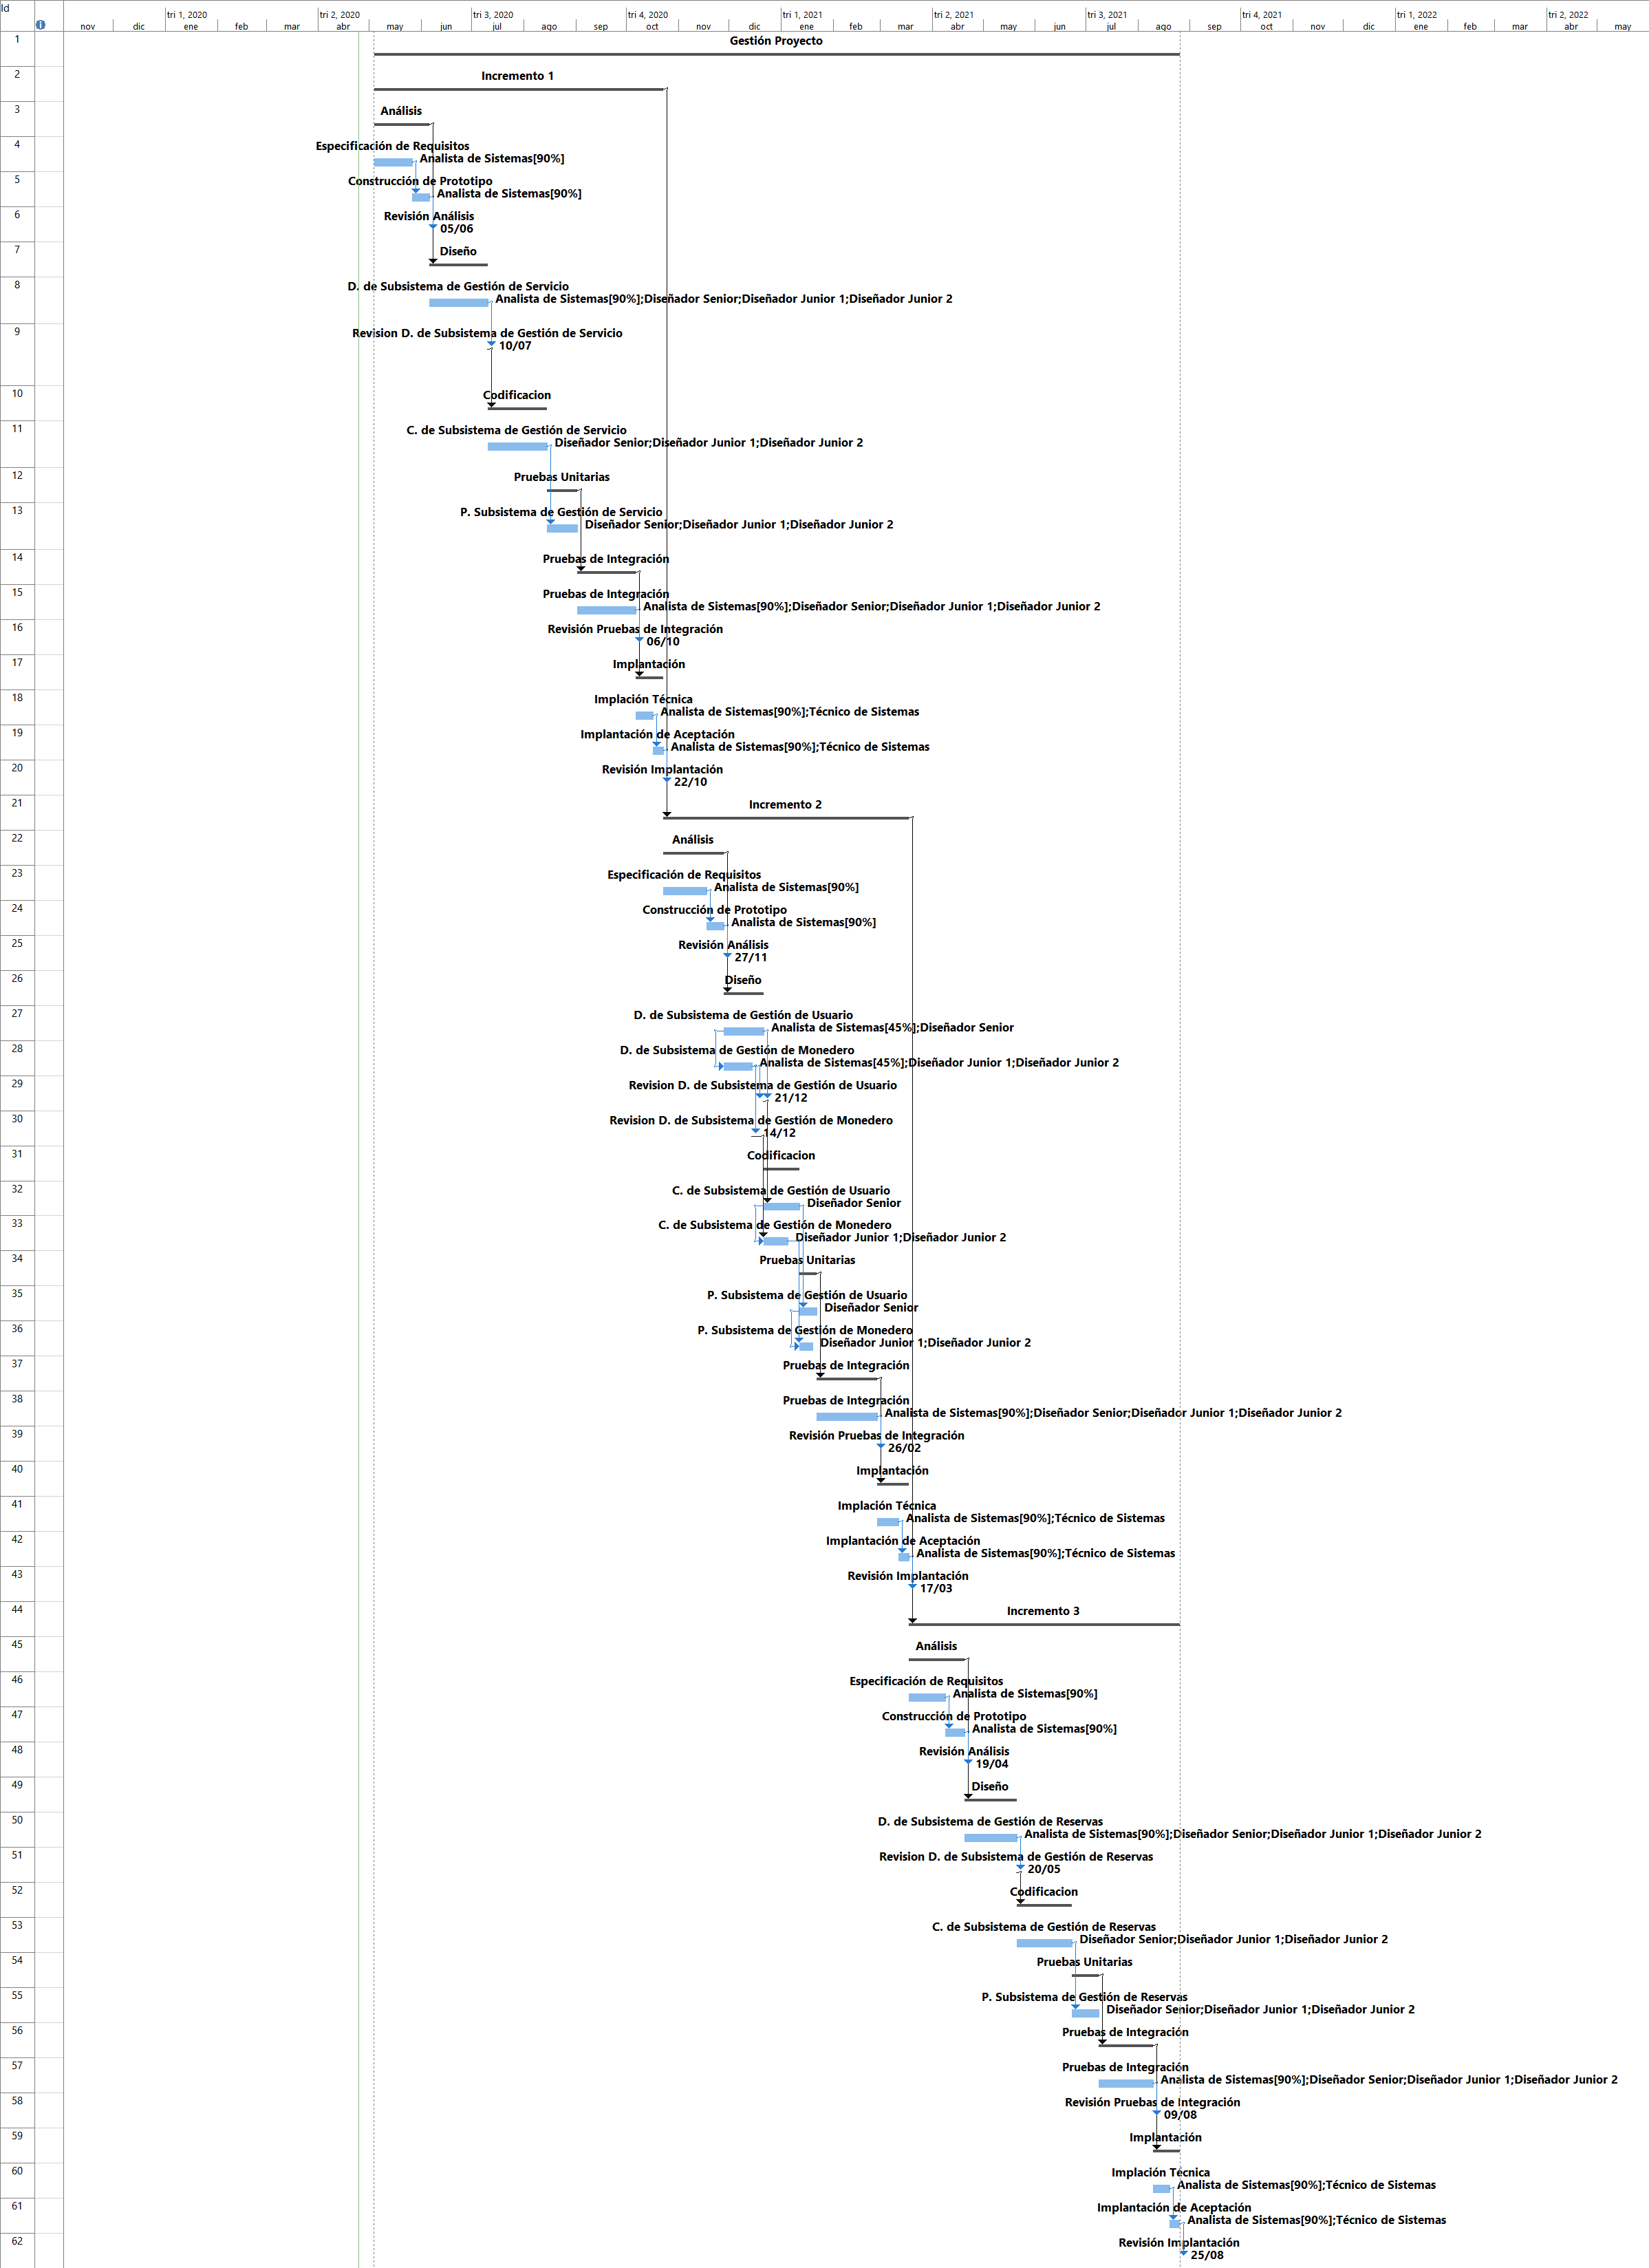 Id
tri 1, 2020 tri 2, 2020 tri 3, 2020 tri 4, 2020 tri 1, 2021 tri 2, 2021 tri 3, 2021 tri 4, 2021 tri 1, 2022 tri 2, 2022
nov dic ene feb mar abr may jun jul ago sep oct nov dic ene feb mar abr may jun jul ago sep oct nov dic ene feb mar abr may
1 Gestión Proyecto
2 Incremento 1
3 Análisis
4 Especificación de Requisitos
Analista de Sistemas[90%]
5 Construcción de Prototipo
Analista de Sistemas[90%]
6 Revisión Análisis
05/06
7 Diseño
8 D. de Subsistema de Gestión de Servicio
Analista de Sistemas[90%];Diseñador Senior;Diseñador Junior 1;Diseñador Junior 2
9 Revision D. de Subsistema de Gestión de Servicio
10/07
10 Codificacion
11 C. de Subsistema de Gestión de Servicio
Diseñador Senior;Diseñador Junior 1;Diseñador Junior 2
12 Pruebas Unitarias
13 P. Subsistema de Gestión de Servicio
Diseñador Senior;Diseñador Junior 1;Diseñador Junior 2
14 Pruebas de Integración
15 Pruebas de Integración
Analista de Sistemas[90%];Diseñador Senior;Diseñador Junior 1;Diseñador Junior 2
16 Revisión Pruebas de Integración
06/10
17 Implantación
18 Implación Técnica
Analista de Sistemas[90%];Técnico de Sistemas
19 Implantación de Aceptación
Analista de Sistemas[90%];Técnico de Sistemas
20 Revisión Implantación
22/10
21 Incremento 2
22 Análisis
23 Especificación de Requisitos
Analista de Sistemas[90%]
24 Construcción de Prototipo
Analista de Sistemas[90%]
25 Revisión Análisis
27/11
26 Diseño
27 D. de Subsistema de Gestión de Usuario
Analista de Sistemas[45%];Diseñador Senior
28 D. de Subsistema de Gestión de Monedero
Analista de Sistemas[45%];Diseñador Junior 1;Diseñador Junior 2
29 Revision D. de Subsistema de Gestión de Usuario
21/12
30 Revision D. de Subsistema de Gestión de Monedero
14/12
31 Codificacion
32 C. de Subsistema de Gestión de Usuario
Diseñador Senior
33 C. de Subsistema de Gestión de Monedero
Diseñador Junior 1;Diseñador Junior 2
34 Pruebas Unitarias
35 P. Subsistema de Gestión de Usuario
Diseñador Senior
36 P. Subsistema de Gestión de Monedero
Diseñador Junior 1;Diseñador Junior 2
37 Pruebas de Integración
38 Pruebas de Integración
Analista de Sistemas[90%];Diseñador Senior;Diseñador Junior 1;Diseñador Junior 2
39 Revisión Pruebas de Integración
26/02
40 Implantación
41 Implación Técnica
Analista de Sistemas[90%];Técnico de Sistemas
42 Implantación de Aceptación
Analista de Sistemas[90%];Técnico de Sistemas
43 Revisión Implantación
17/03
44 Incremento 3
45 Análisis
46 Especificación de Requisitos
Analista de Sistemas[90%]
47 Construcción de Prototipo
Analista de Sistemas[90%]
48 Revisión Análisis
19/04
49 Diseño
50 D. de Subsistema de Gestión de Reservas
Analista de Sistemas[90%];Diseñador Senior;Diseñador Junior 1;Diseñador Junior 2
51 Revision D. de Subsistema de Gestión de Reservas
20/05
52 Codificacion
53 C. de Subsistema de Gestión de Reservas
Diseñador Senior;Diseñador Junior 1;Diseñador Junior 2
54 Pruebas Unitarias
55 P. Subsistema de Gestión de Reservas
Diseñador Senior;Diseñador Junior 1;Diseñador Junior 2
56 Pruebas de Integración
57 Pruebas de Integración
Analista de Sistemas[90%];Diseñador Senior;Diseñador Junior 1;Diseñador Junior 2
58 Revisión Pruebas de Integración
09/08
59 Implantación
60 Implación Técnica
Analista de Sistemas[90%];Técnico de Sistemas
61 Implantación de Aceptación
Analista de Sistemas[90%];Técnico de Sistemas
62 Revisión Implantación
25/08